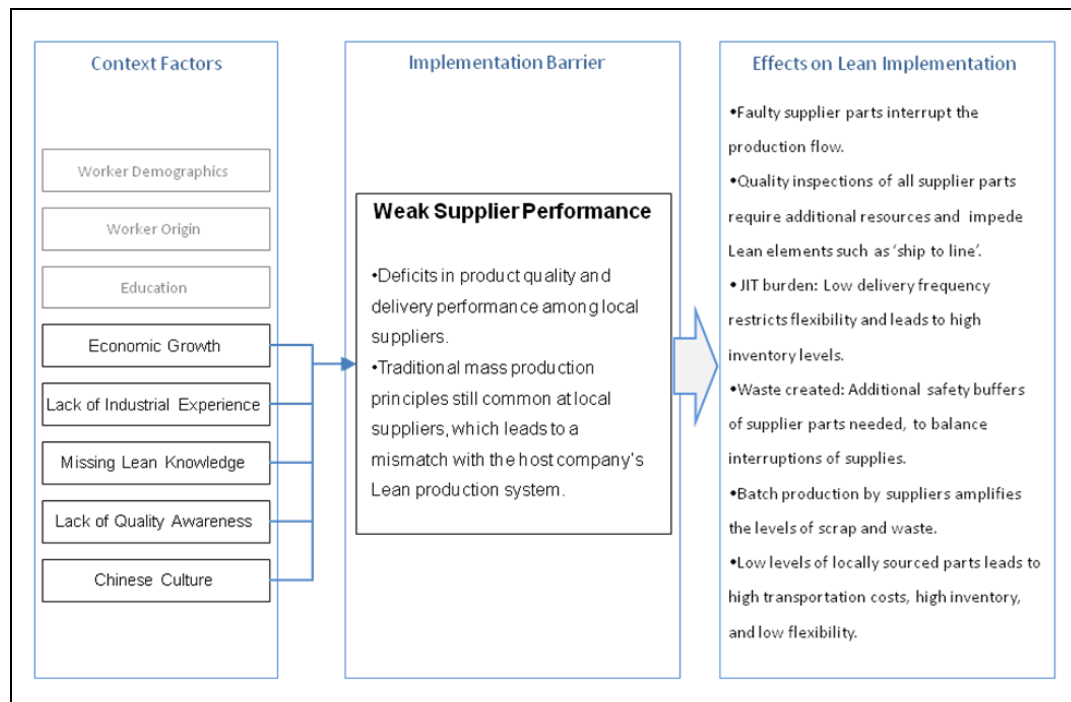 Context Factors
Worker Demographics
Worker Origin
Education
Economic Growth
Lack of Industrial Experience
Missing Lean Knowledge
Lack of Quality Awareness
Chinese Culture
Implementation Barrier
Weak Supplier Performance
•Deficits in product quality and
delivery performance among local
suppliers.
•Traditional mass production
principles still common at local
suppliers, which leads to a
mismatch with the host company's
Lean production system.
Effects on Lean Implementation
•Faulty supplier parts interrupt the
production flow.
•Quality inspections of all supplier parts
require additional resources and impede
Lean elements such as 'ship to line'.
•JIT burden: Low delivery frequency
restricts flexibility and leads to high
inventory levels.
•Waste created: Additional safety buffers
of supplier parts needed, to balance
interruptions of supplies.
•Batch production by suppliers amplifies
the levels of scrap and waste.
•Low levels of locally sourced parts leads to
high transportation costs, high inventory,
and low flexibility.